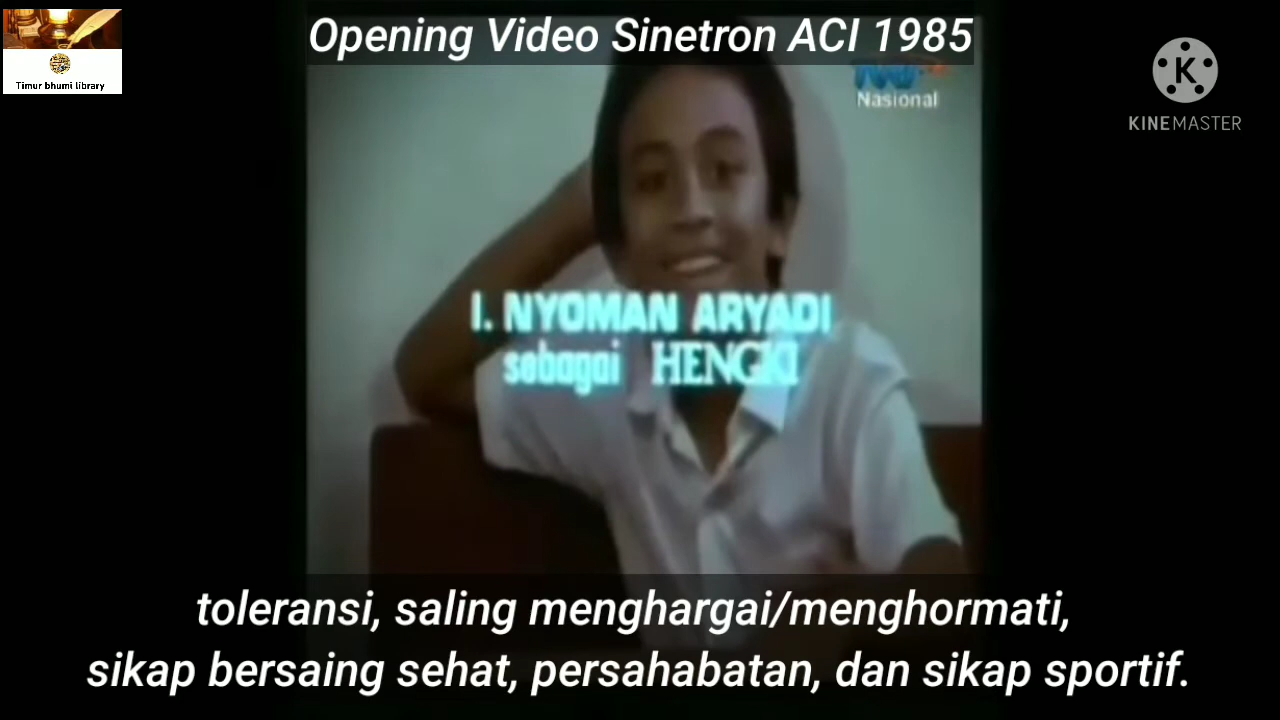 Opening Video Sinetron ACI 1985
Timur bhumi library
Nasional
K
KINEMASTER
I. NYOMAN ARYADI
sebagai HENGKI
toleransi, saling menghargai/menghormati,
sikap bersaing sehat, persahabatan, dan sikap sportif.